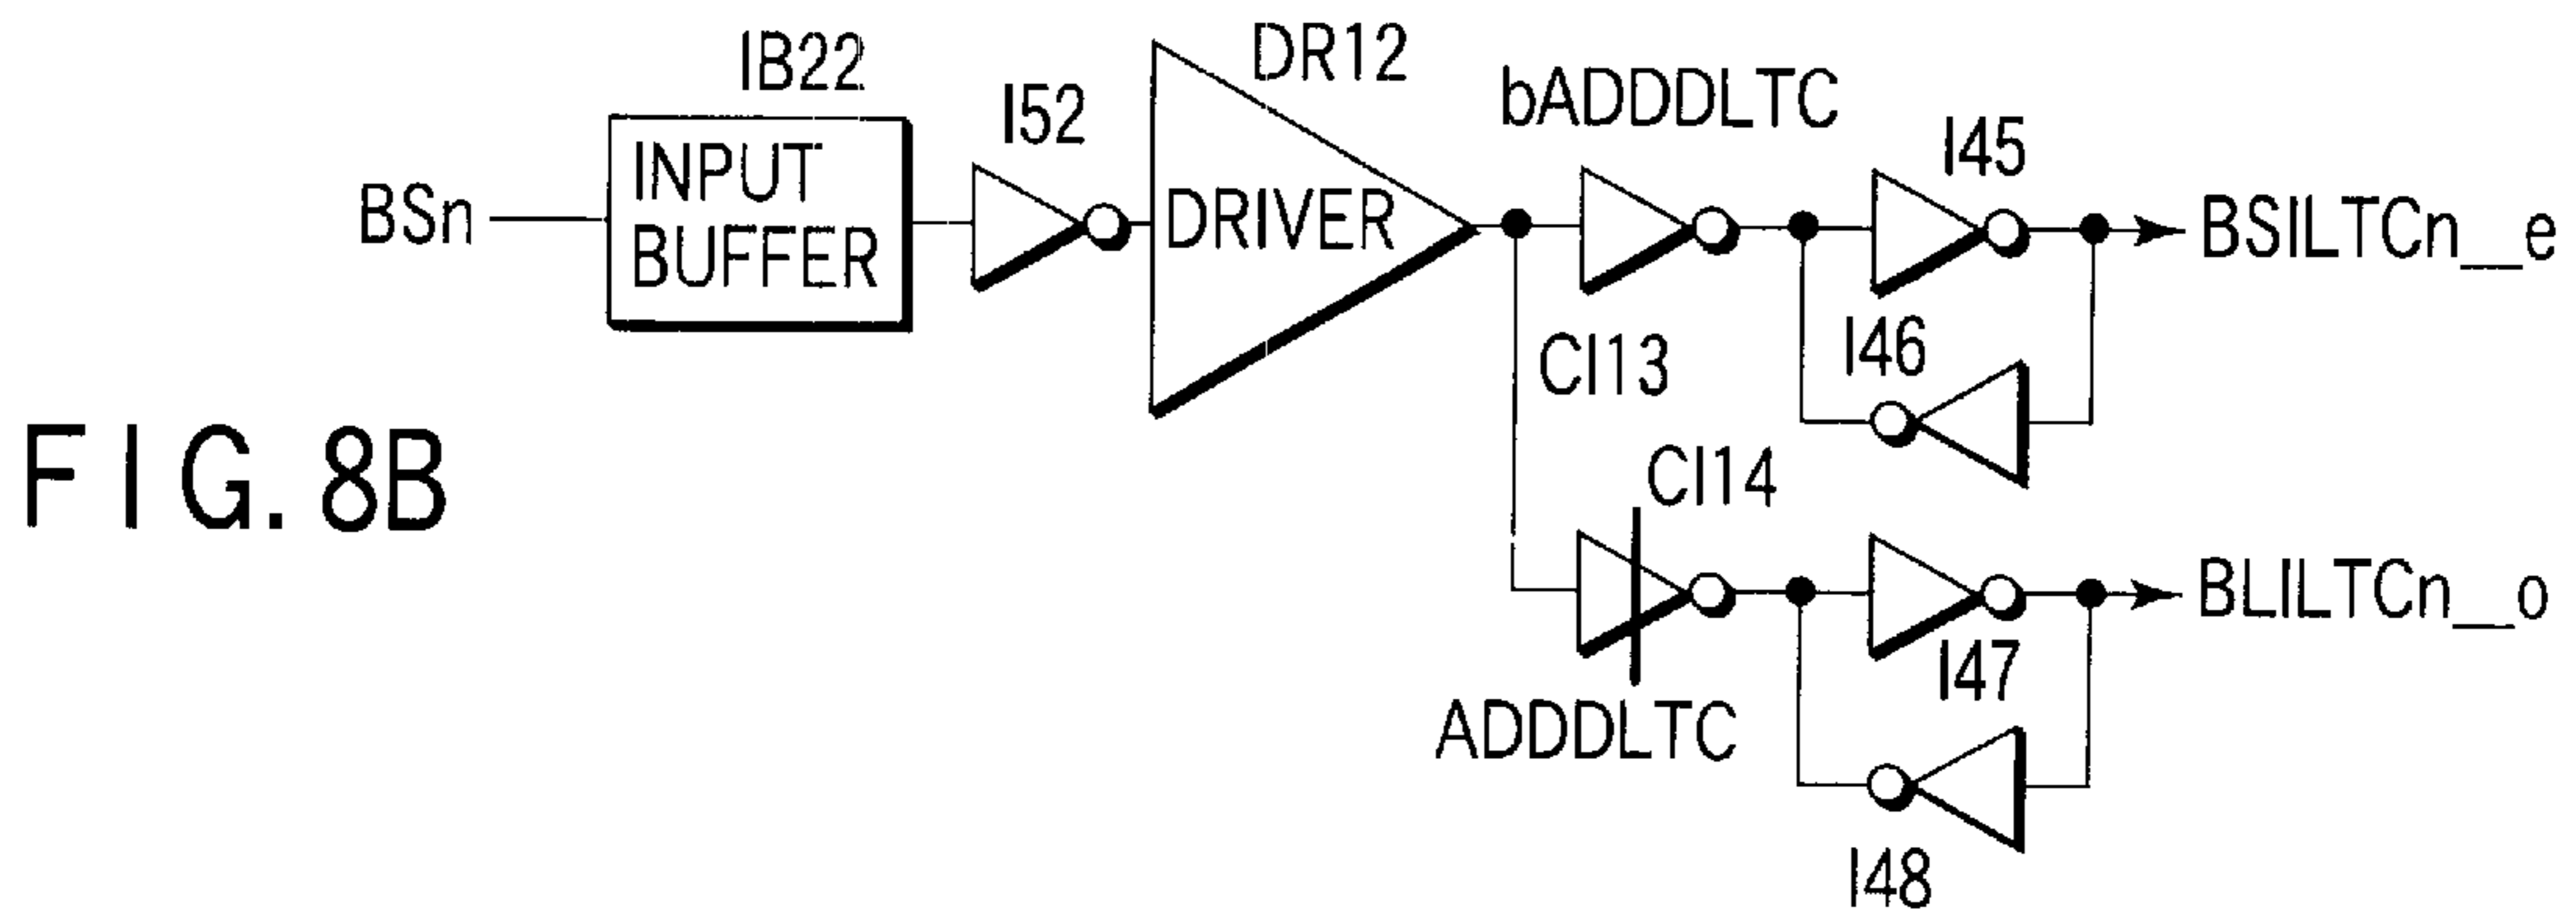 IB22
DR12
I52
bADDDLTC
I45
BSn
INPUT
BUFFER
DRIVER
BSILTCn__e
CI13
I46
FIG. 8B
CI14
BLILTCn__o
I47
ADDDLTC
I48